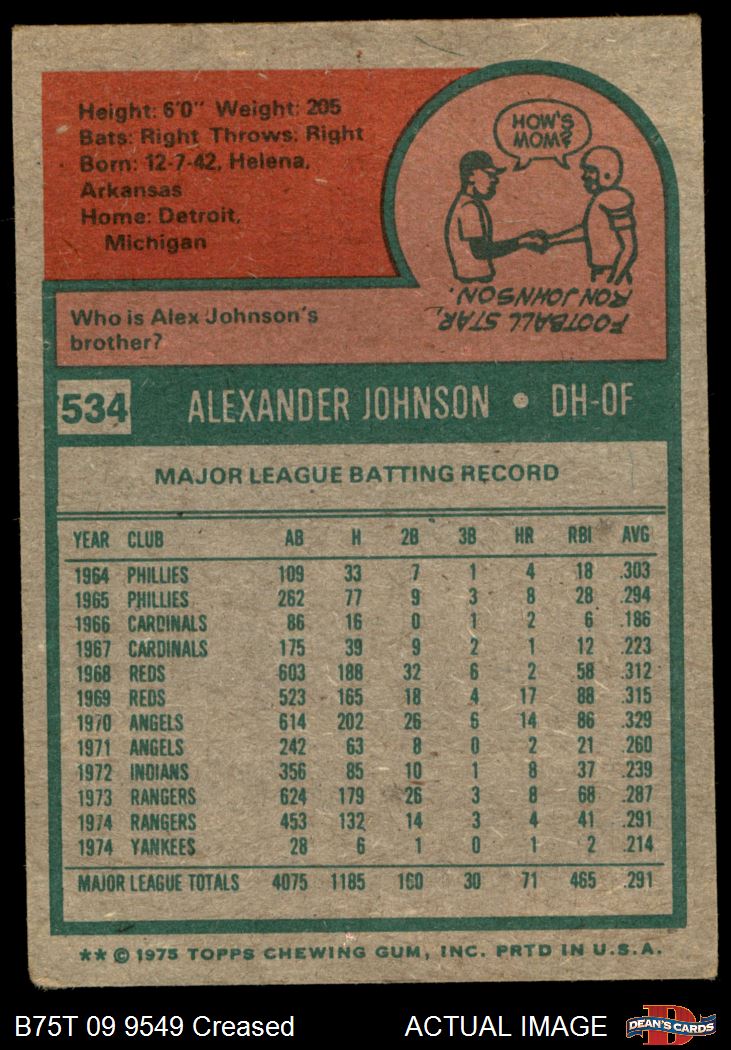 Height: 6'0" Weight: 205
Bats: Right Throws: Right
Born: 12-7-42, Helena,
Arkansas
Home: Detroit,
Michigan
HOW'S
MOM?
Who is Alex Johnson's
brother?
FOOTBALL STAR,
RON JOHNSON.
534 ALEXANDER JOHNSON • DH-OF
MAJOR LEAGUE BATTING RECORD
YEAR CLUB AB H 2B 3B HR RBI AVG
1964 PHILLIES 109 33 7 1 4 18 .303
1965 PHILLIES 262 77 9 3 8 28 .294
1966 CARDINALS 86 16 0 1 2 6 .186
1967 CARDINALS 175 39 9 2 1 12 .223
1968 REDS 603 188 32 6 2 58 .312
1969 REDS 523 165 18 4 17 88 .315
1970 ANGELS 614 202 26 6 14 86 .329
1971 ANGELS 242 63 8 0 2 21 .260
1972 INDIANS 356 85 10 1 8 37 .239
1973 RANGERS 624 179 26 3 8 68 .287
1974 RANGERS 453 132 14 3 4 41 .291
1974 YANKEES 28 6 1 0 1 2 .214
MAJOR LEAGUE TOTALS 4075 1185 160 30 71 465 .291
** © 1975 TOPPS CHEWING GUM, INC. PRTD IN U.S.A.
B75T 09 9549 Creased ACTUAL IMAGE
D
DEAN'S CARDS